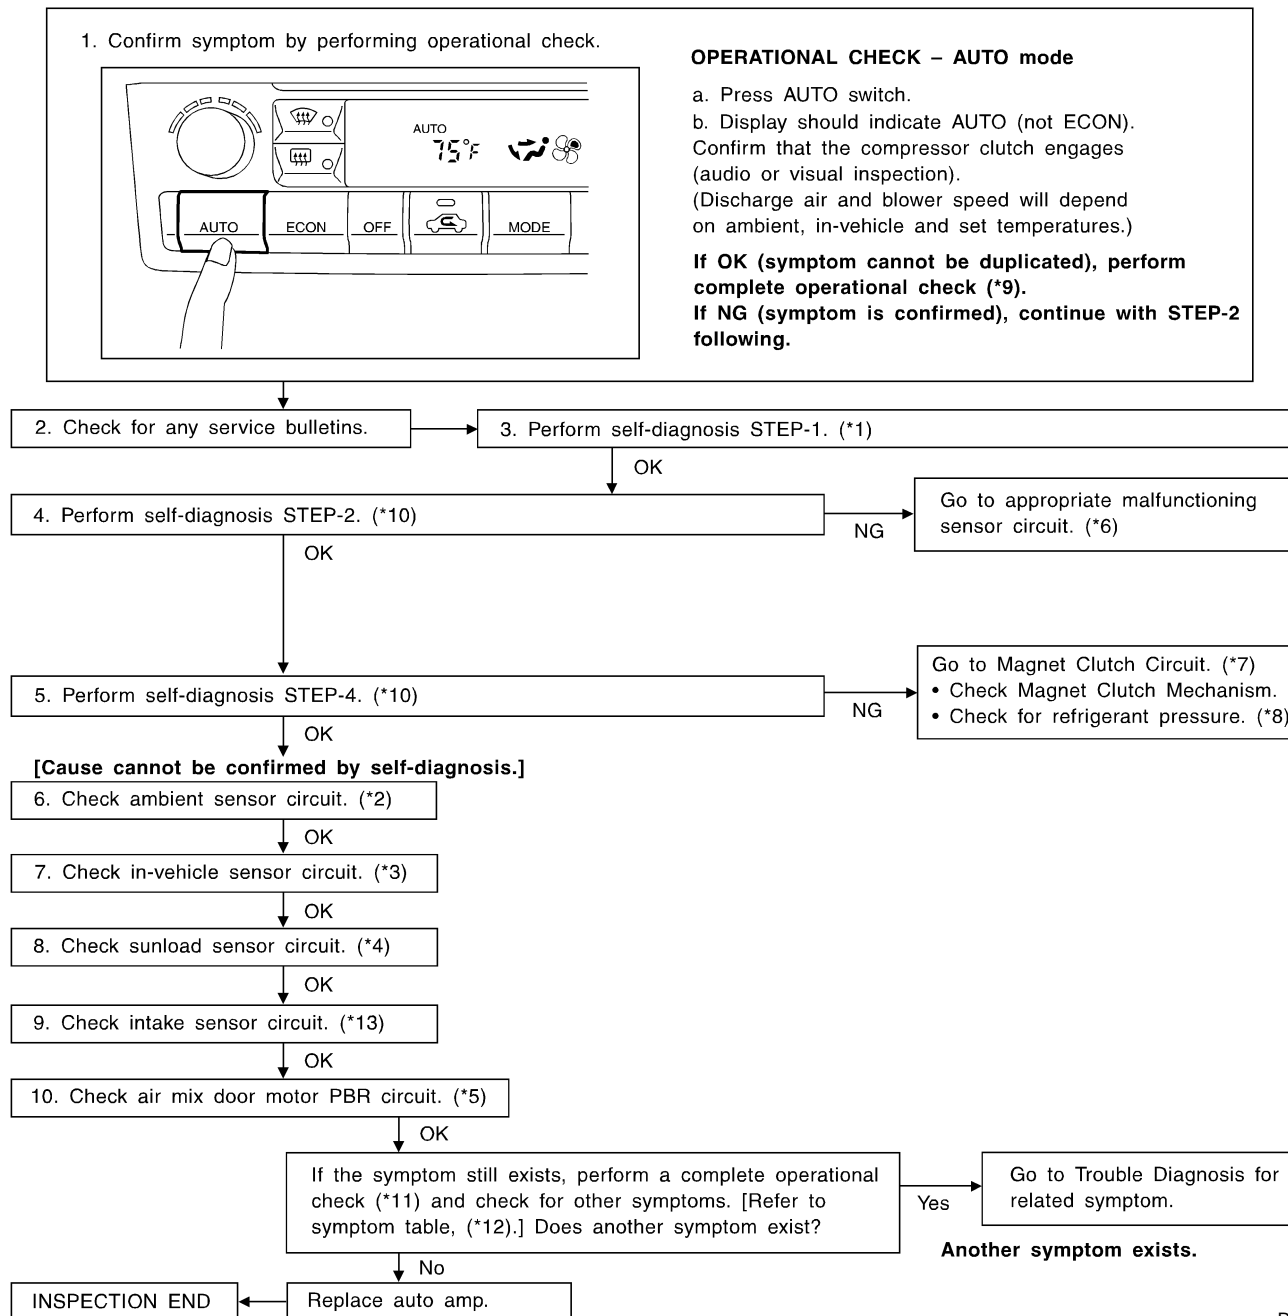 1. Confirm symptom by performing operational check.
AUTO
75°F
AUTO
ECON
OFF
MODE
OPERATIONAL CHECK – AUTO mode
a. Press AUTO switch.
b. Display should indicate AUTO (not ECON).
Confirm that the compressor clutch engages
(audio or visual inspection).
(Discharge air and blower speed will depend
on ambient, in-vehicle and set temperatures.)
If OK (symptom cannot be duplicated), perform
complete operational check (*9).
If NG (symptom is confirmed), continue with STEP-2
following.
2. Check for any service bulletins.
3. Perform self-diagnosis STEP-1. (*1)
OK
4. Perform self-diagnosis STEP-2. (*10)
NG
Go to appropriate malfunctioning
sensor circuit. (*6)
OK
5. Perform self-diagnosis STEP-4. (*10)
NG
Go to Magnet Clutch Circuit. (*7)
• Check Magnet Clutch Mechanism.
• Check for refrigerant pressure. (*8)
OK
[Cause cannot be confirmed by self-diagnosis.]
6. Check ambient sensor circuit. (*2)
OK
7. Check in-vehicle sensor circuit. (*3)
OK
8. Check sunload sensor circuit. (*4)
OK
9. Check intake sensor circuit. (*13)
OK
10. Check air mix door motor PBR circuit. (*5)
OK
If the symptom still exists, perform a complete operational
check (*11) and check for other symptoms. [Refer to
symptom table, (*12).] Does another symptom exist?
Yes
Go to Trouble Diagnosis for
related symptom.
Another symptom exists.
No
Replace auto amp.
INSPECTION END